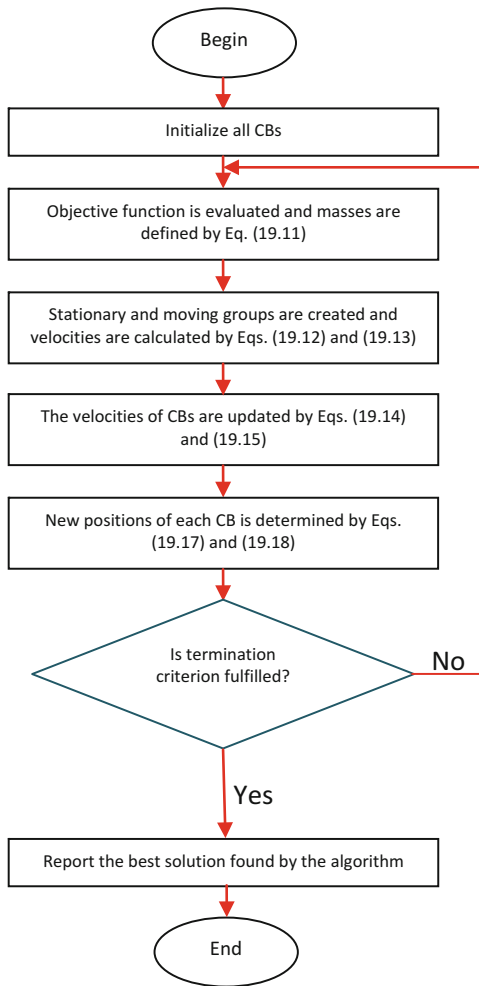 Begin
Initialize all CBs
Objective function is evaluated and masses are
defined by Eq. (19.11)
Stationary and moving groups are created and
velocities are calculated by Eqs. (19.12) and (19.13)
The velocities of CBs are updated by Eqs. (19.14)
and (19.15)
New positions of each CB is determined by Eqs.
(19.17) and (19.18)
Is termination
criterion fulfilled?
No
Yes
Report the best solution found by the algorithm
End